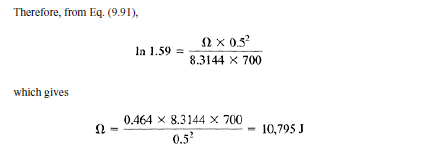 Therefore, from Eq. (9.91),
ln 1.59 = Ω × 0.5² / 8.3144 × 700
which gives
Ω = 0.464 × 8.3144 × 700 / 0.5² = 10,795 J